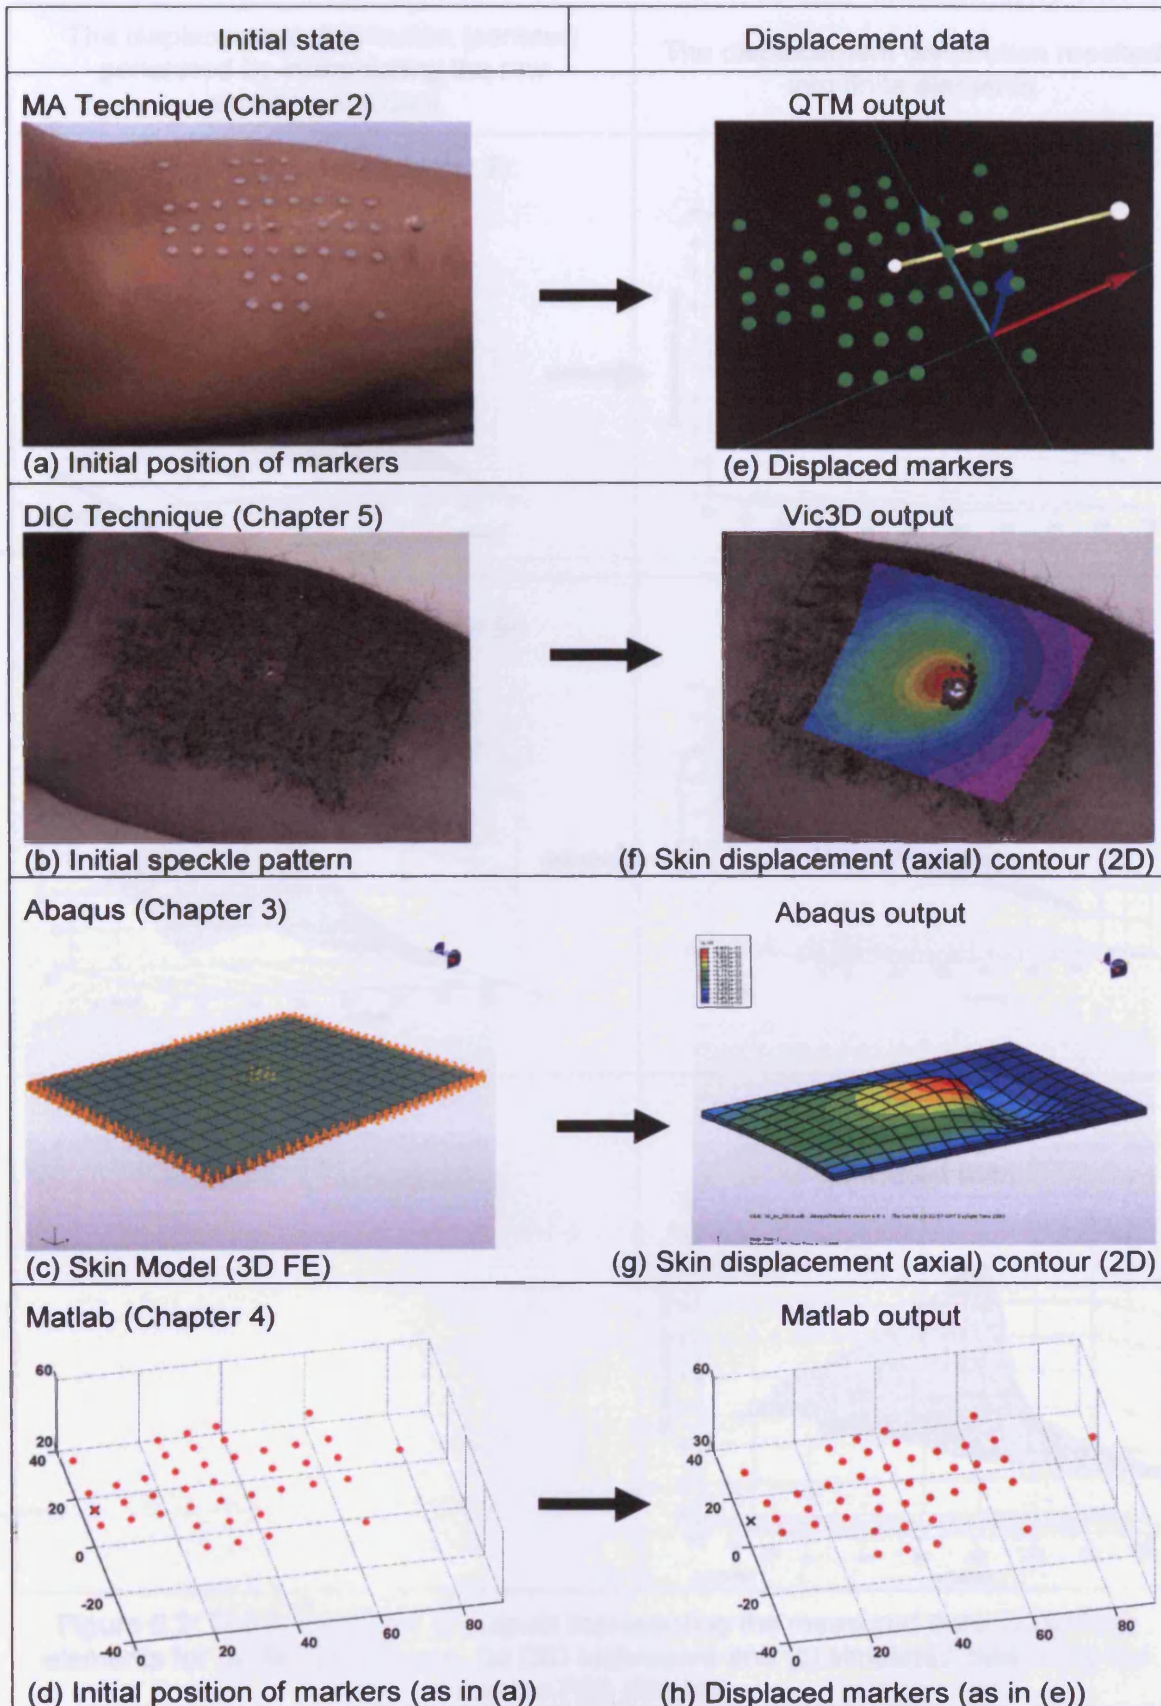 Initial state
Displacement data
MA Technique (Chapter 2)
QTM output
(a) Initial position of markers
(e) Displaced markers
DIC Technique (Chapter 5)
Vic3D output
(b) Initial speckle pattern
(f) Skin displacement (axial) contour (2D)
Abaqus (Chapter 3)
Abaqus output
(c) Skin Model (3D FE)
(g) Skin displacement (axial) contour (2D)
Matlab (Chapter 4)
Matlab output
60
20
40
20
0
-20
-40
20
40
60
80
60
30
40
20
0
-20
-40
0
20
40
60
80
(d) Initial position of markers (as in (a))
(h) Displaced markers (as in (e))